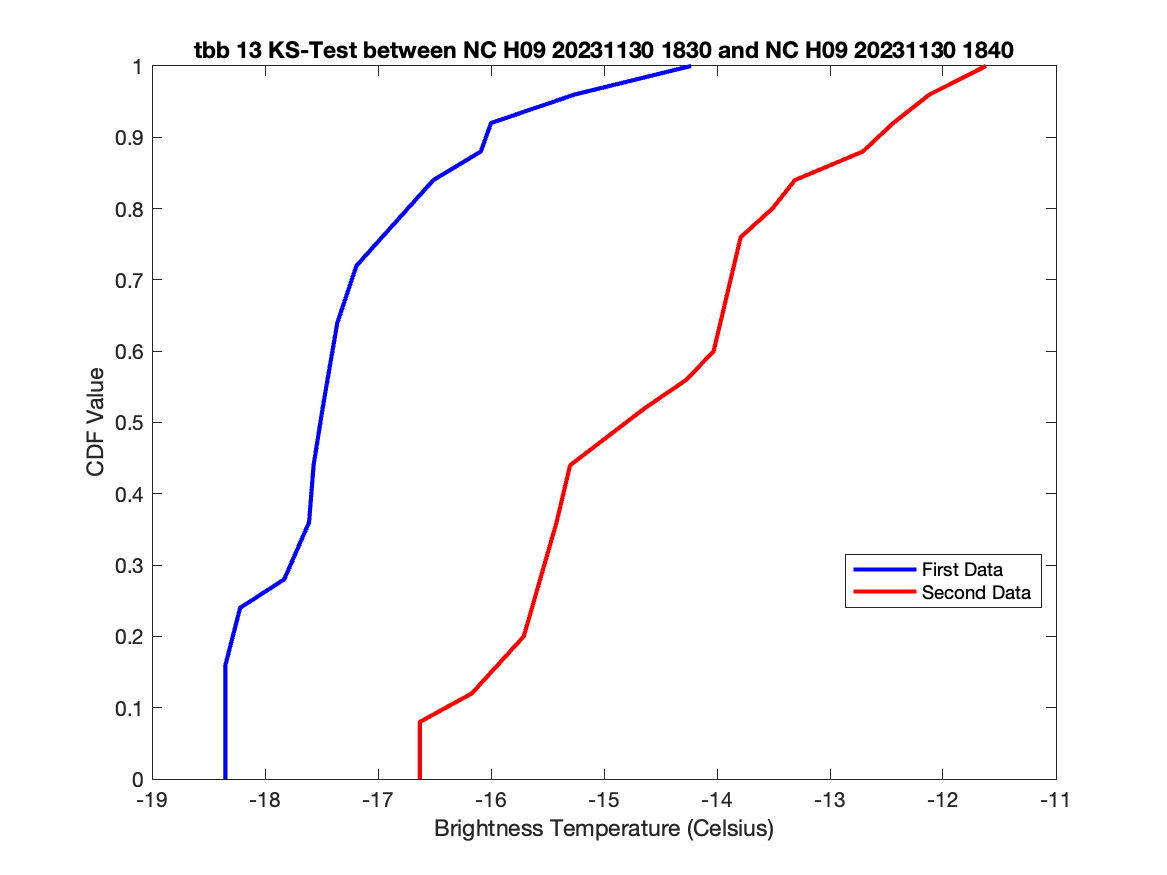 tbb 13 KS-Test between NC H09 20231130 1830 and NC H09 20231130 1840
1
0.9
0.8
0.7
0.6
0.5
0.4
0.3
0.2
0.1
0
CDF Value
First Data
Second Data
-19 -18 -17 -16 -15 -14 -13 -12 -11
Brightness Temperature (Celsius)